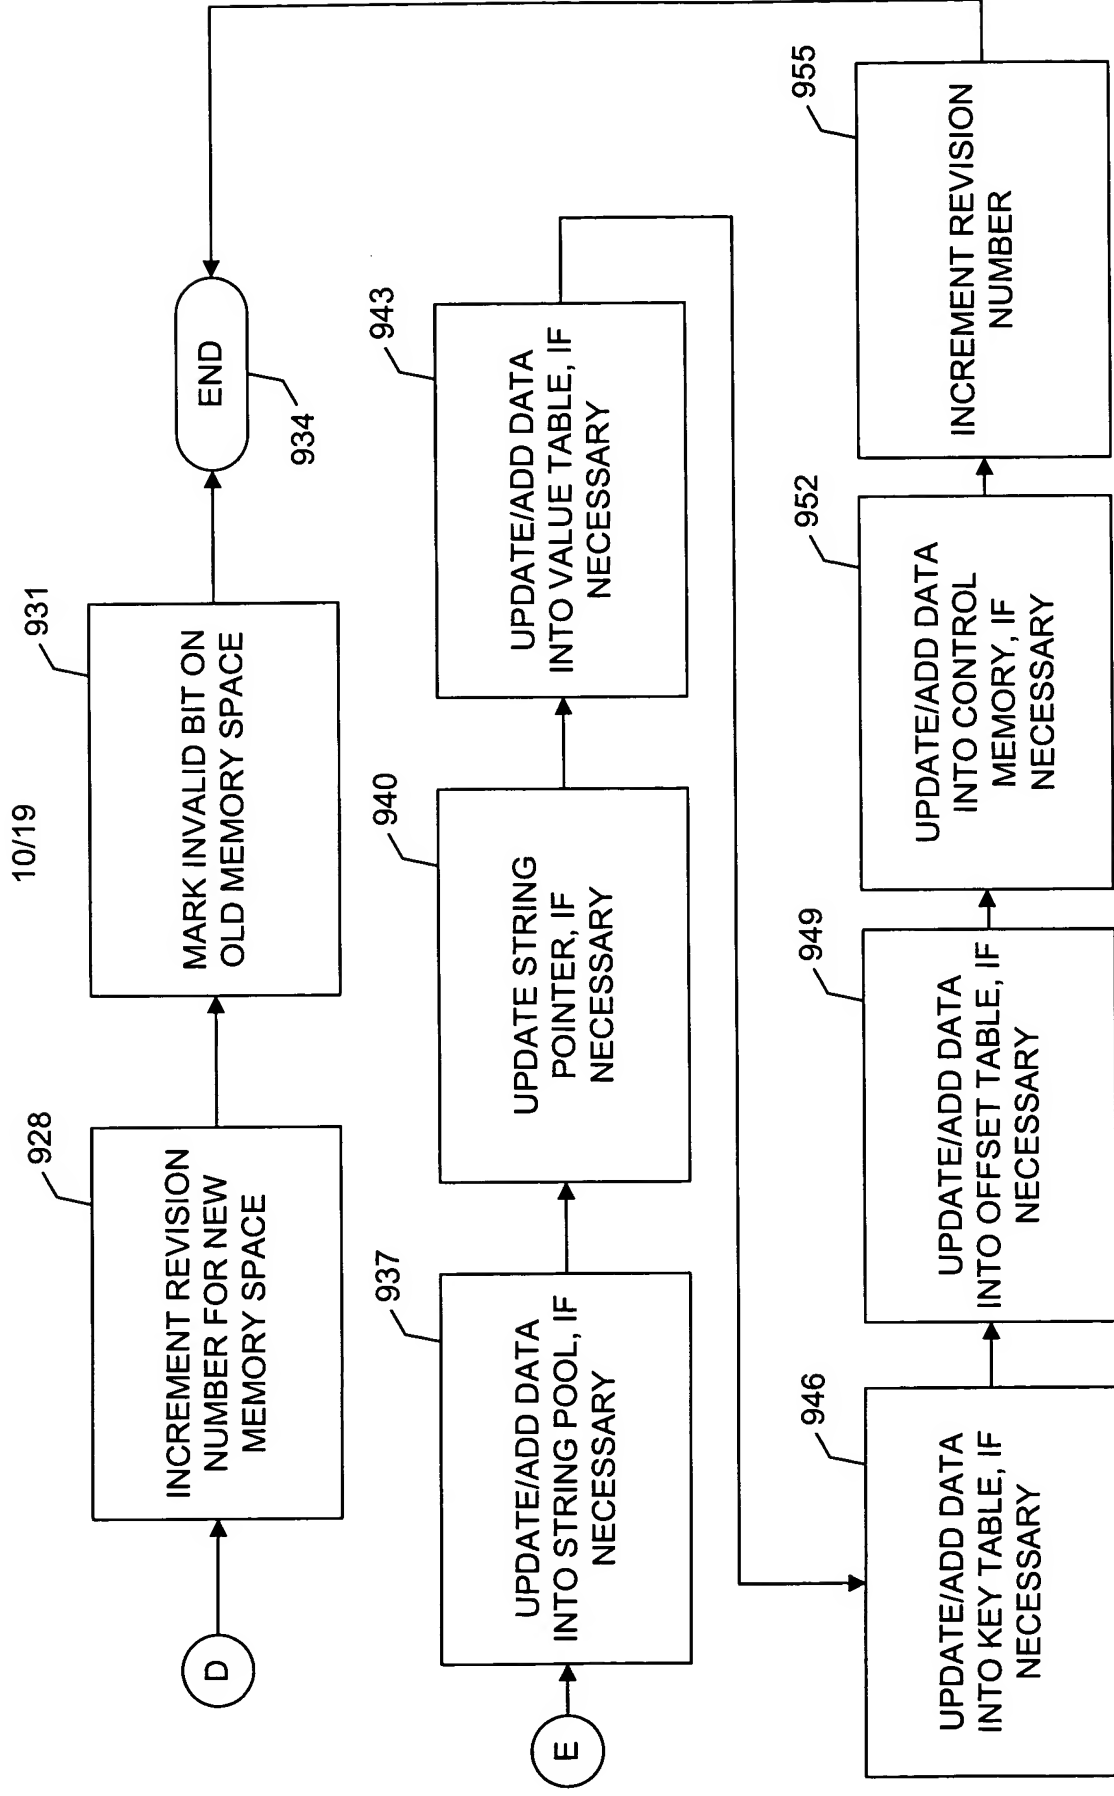 10/19
D
928
INCREMENT REVISION
NUMBER FOR NEW
MEMORY SPACE
931
MARK INVALID BIT ON
OLD MEMORY SPACE
END
934
E
937
UPDATE/ADD DATA
INTO STRING POOL, IF
NECESSARY
940
UPDATE STRING
POINTER, IF
NECESSARY
943
UPDATE/ADD DATA
INTO VALUE TABLE, IF
NECESSARY
946
UPDATE/ADD DATA
INTO KEY TABLE, IF
NECESSARY
949
UPDATE/ADD DATA
INTO OFFSET TABLE, IF
NECESSARY
952
UPDATE/ADD DATA
INTO CONTROL
MEMORY, IF
NECESSARY
955
INCREMENT REVISION
NUMBER